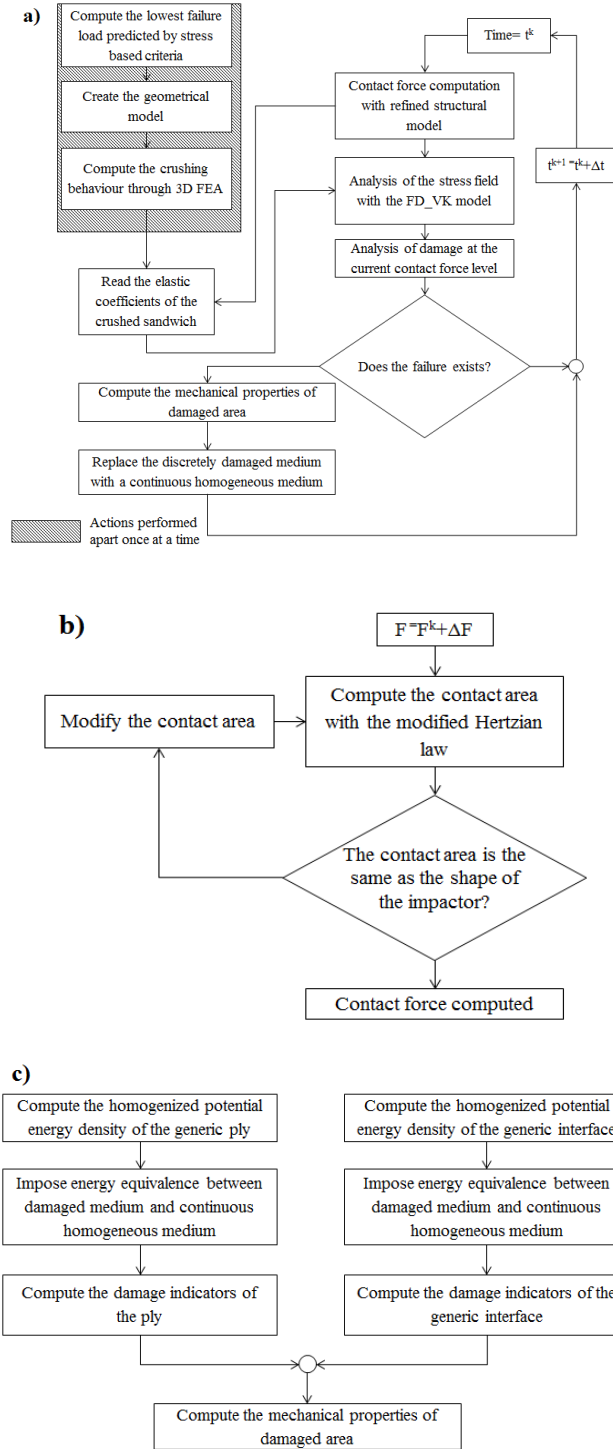 a)
Compute the lowest failure
load predicted by stress
based criteria
Create the geometrical
model
Compute the crushing
behaviour through 3D FEA
Read the elastic
coefficients of the
crushed sandwich
Time= t^k
Contact force computation
with refined structural
model
t^k+1 =t^k+Δt
Analysis of the stress field
with the FD_VK model
Analysis of damage at the
current contact force level
Does the failure exists?
Compute the mechanical properties of
damaged area
Replace the discretely damaged medium
with a continuous homogeneous medium
Actions performed
apart once at a time
b)
F =F^k+ΔF
Modify the contact area
Compute the contact area
with the modified Hertzian
law
The contact area is the
same as the shape of
the impactor?
Contact force computed
c)
Compute the homogenized potential
energy density of the generic ply
Impose energy equivalence between
damaged medium and continuous
homogeneous medium
Compute the damage indicators of
the ply
Compute the homogenized potential
energy density of the generic interface
Impose energy equivalence between
damaged medium and continuous
homogeneous medium
Compute the damage indicators of the
generic interface
Compute the mechanical properties of
damaged area